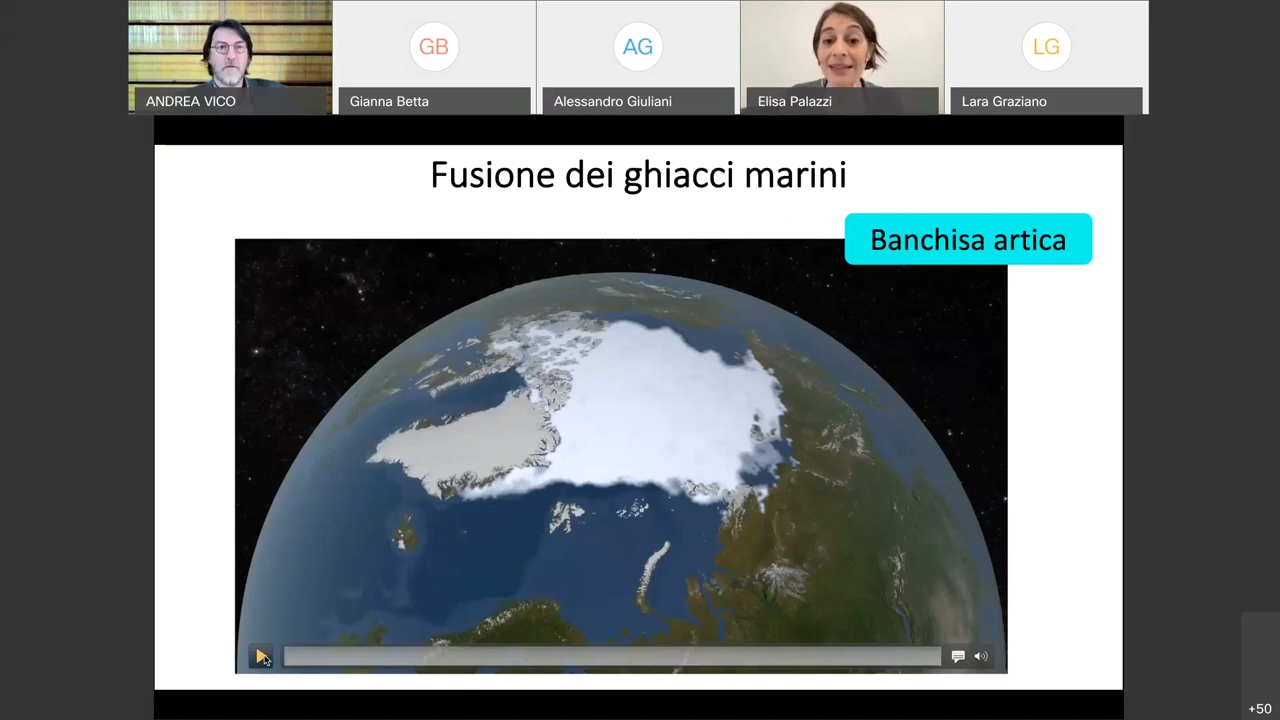 GB
AG
LG
ANDREA VICO
Gianna Betta
Alessandro Giuliani
Elisa Palazzi
Lara Graziano
Fusione dei ghiacci marini
Banchisa artica
+50